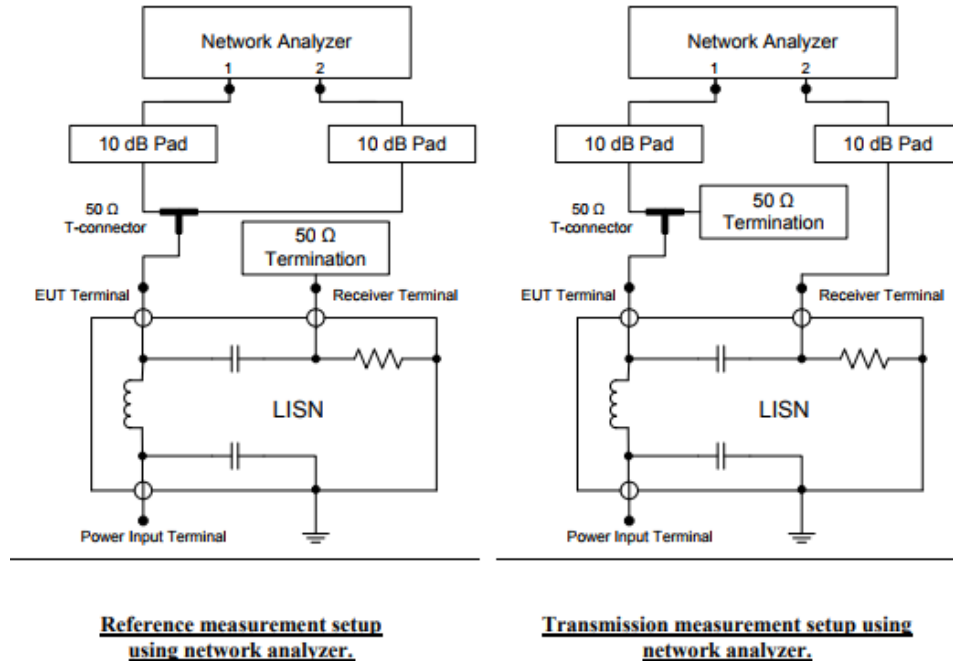 Network Analyzer
1
2
10 dB Pad
10 dB Pad
50 Ω
T-connector
50 Ω
Termination
EUT Terminal
Receiver Terminal
LISN
Power Input Terminal
Reference measurement setup
using network analyzer.
Network Analyzer
1
2
10 dB Pad
10 dB Pad
50 Ω
T-connector
50 Ω
Termination
EUT Terminal
Receiver Terminal
LISN
Power Input Terminal
Transmission measurement setup using
network analyzer.